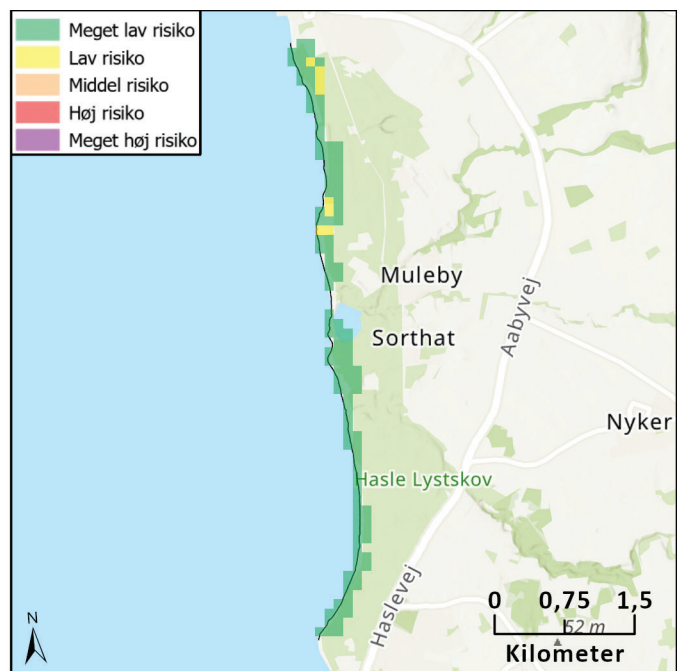 Meget lav risiko
Lav risiko
Middel risiko
Høj risiko
Meget høj risiko
Muleby
Aabyvej
Sorthat
Nyker
Hasle Lystskov
Haslevej
0 0,75 1,5
52 m
Kilometer
N